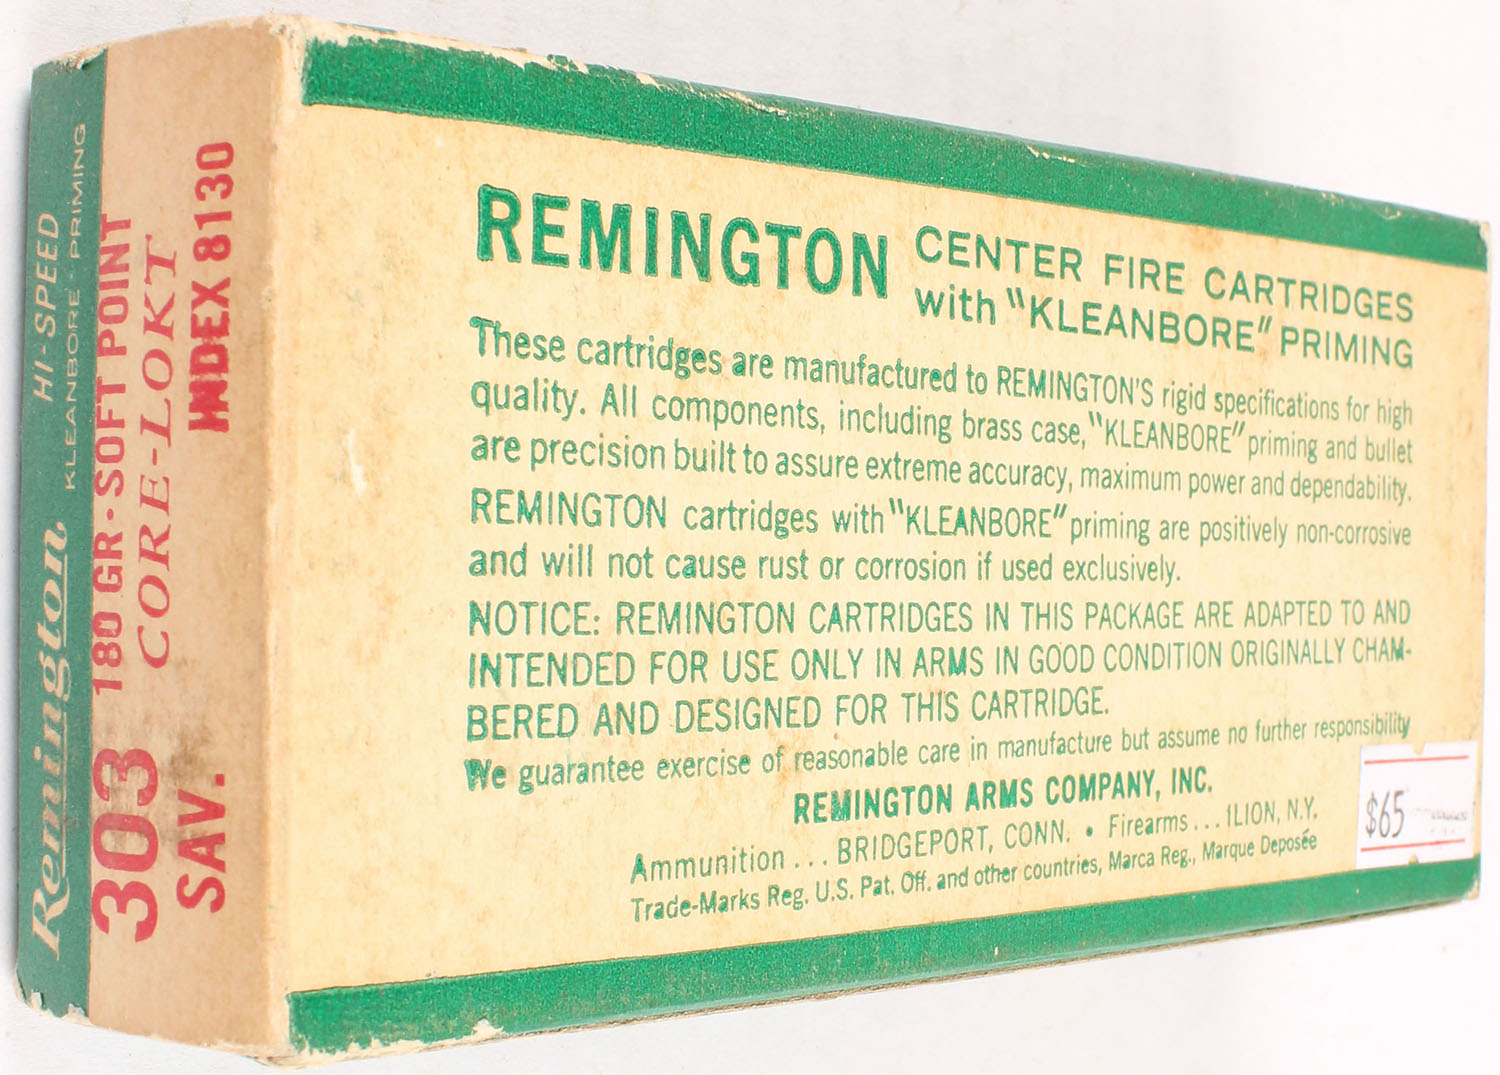 Remington
HI-SPEED
KLEANBORE · PRIMING
303
SAV.
180 GR·SOFT POINT
CORE-LOKT
INDEX 8130
REMINGTON CENTER FIRE CARTRIDGES
with "KLEANBORE" PRIMING
These cartridges are manufactured to REMINGTON'S rigid specifications for high
quality. All components, including brass case, "KLEANBORE" priming and bullet
are precision built to assure extreme accuracy, maximum power and dependability.
REMINGTON cartridges with "KLEANBORE" priming are positively non-corrosive
and will not cause rust or corrosion if used exclusively.
NOTICE: REMINGTON CARTRIDGES IN THIS PACKAGE ARE ADAPTED TO AND
INTENDED FOR USE ONLY IN ARMS IN GOOD CONDITION ORIGINALLY CHAM-
BERED AND DESIGNED FOR THIS CARTRIDGE.
We guarantee exercise of reasonable care in manufacture but assume no further responsibility
REMINGTON ARMS COMPANY, INC.
Ammunition . . . BRIDGEPORT, CONN. • Firearms . . . ILION, N.Y.
Trade-Marks Reg. U.S. Pat. Off. and other countries, Marca Reg., Marque Deposée
$65